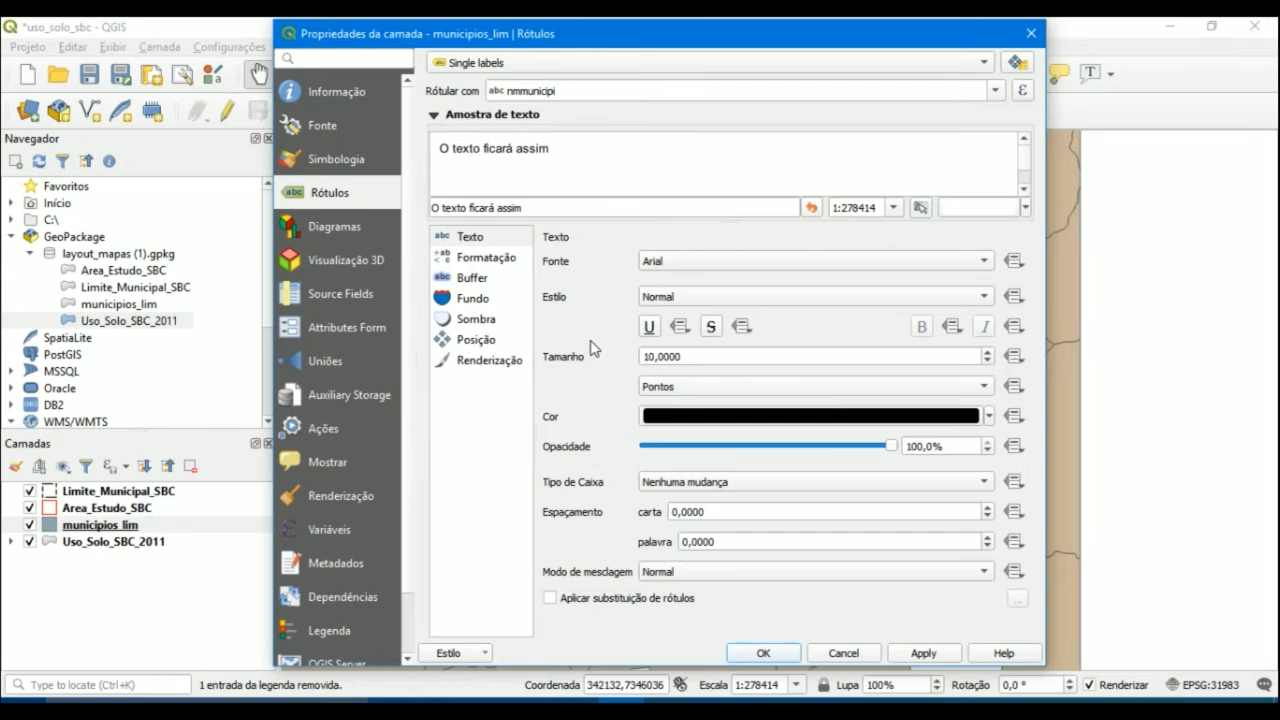 *uso_solo_sbc - QGIS
Projeto Editar Exibir Camada Configurações
Navegador
Favoritos
Início
C:\
GeoPackage
layout_mapas (1).gpkg
Area_Estudo_SBC
Limite_Municipal_SBC
municipios_lim
Uso_Solo_SBC_2011
SpatiaLite
PostGIS
MSSQL
Oracle
DB2
WMS/WMTS
Camadas
Limite_Municipal_SBC
Area_Estudo_SBC
municipios_lim
Uso_Solo_SBC_2011
Propriedades da camada - municipios_lim | Rótulos
Informação
Fonte
Simbologia
abc Rótulos
Diagramas
Visualização 3D
Source Fields
Attributes Form
Uniões
Auxiliary Storage
Ações
Mostrar
Renderização
Variáveis
Metadados
Dependências
Legenda
QGIS Server
Single labels
Rótular com abc nmmunicipi ε
Amostra de texto
O texto ficará assim
O texto ficará assim 1:278414
abc Texto
Formatação
abc Buffer
Fundo
Sombra
Posição
Renderização
Texto
Fonte Arial
Estilo Normal
U S B I
Tamanho 10,0000
Pontos
Cor
Opacidade 100,0%
Tipo de Caixa Nenhuma mudança
Espaçamento carta 0,0000
palavra 0,0000
Modo de mesclagem Normal
Aplicar substituição de rótulos
...
Estilo OK Cancel Apply Help
Type to locate (Ctrl+K) 1 entrada da legenda removida. Coordenada 342132,7346036 Escala 1:278414 Lupa 100% Rotação 0,0 ° Renderizar EPSG:31983